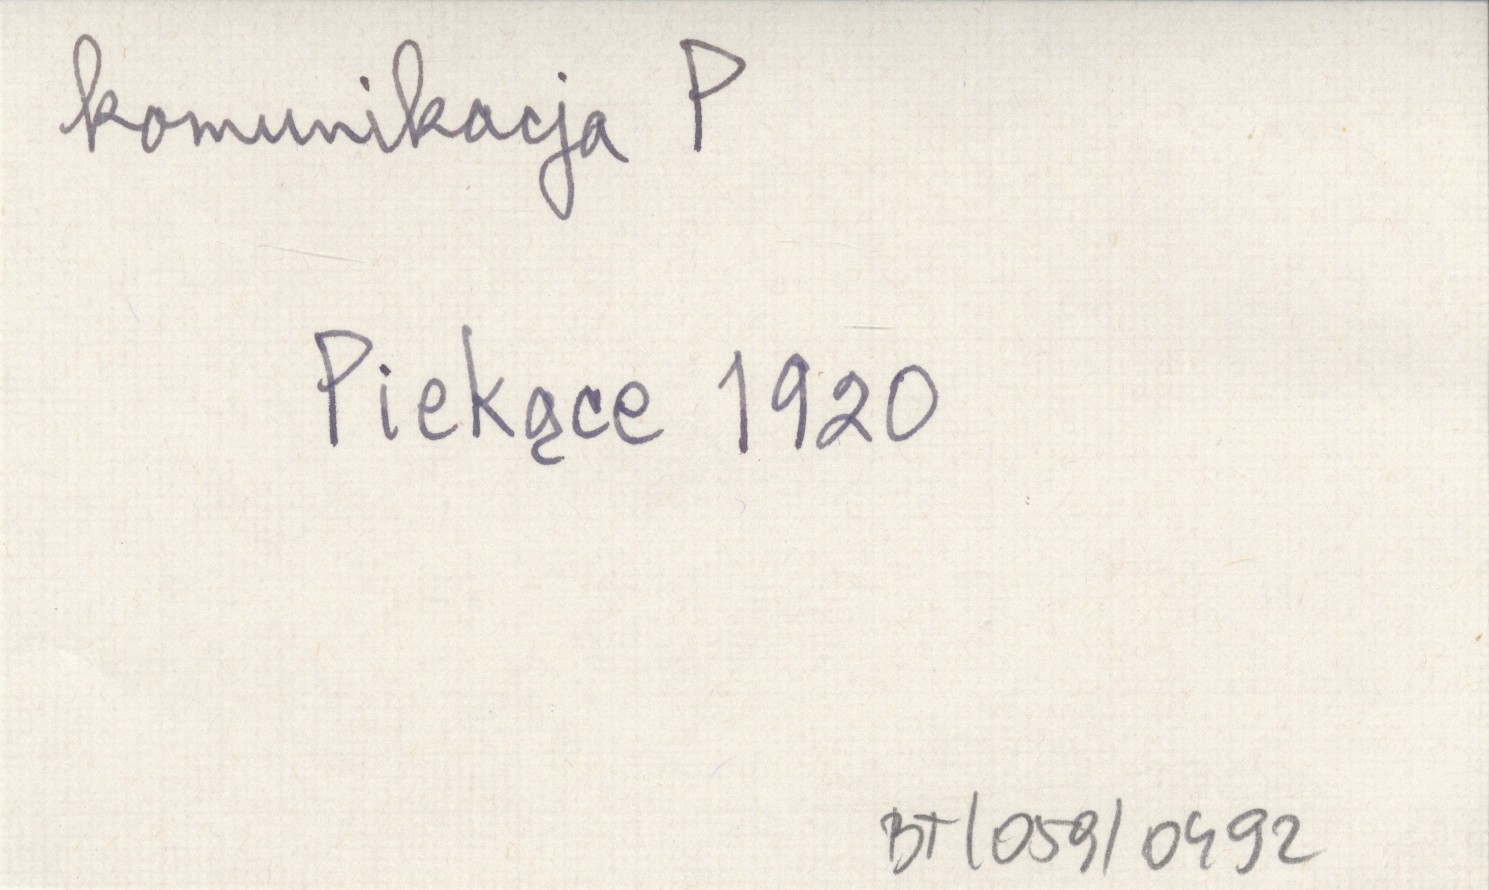 komunikacja P
Piekące 1920
BT/059/0492